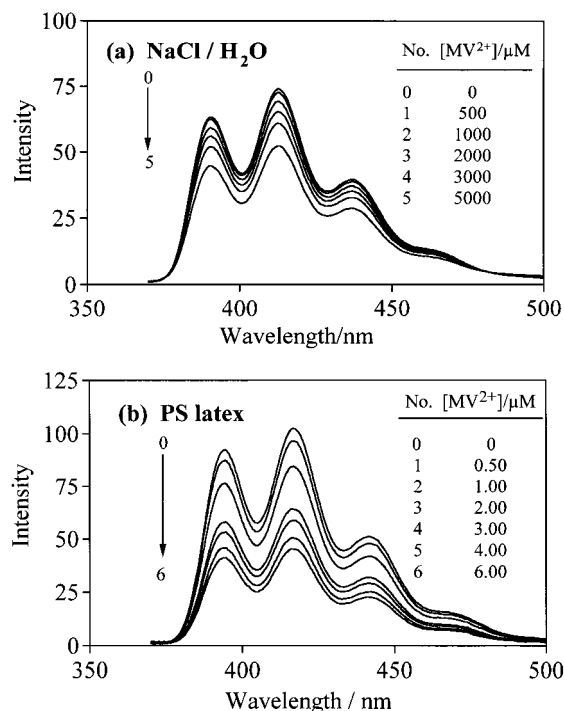 (a) NaCl / H₂O
No. [MV²⁺]/µM
0 0
1 500
2 1000
3 2000
4 3000
5 5000
0
5
100
75
50
25
0
Intensity
350 400 450 500
Wavelength/nm
(b) PS latex
No. [MV²⁺]/µM
0 0
1 0.50
2 1.00
3 2.00
4 3.00
5 4.00
6 6.00
0
6
125
100
75
50
25
0
Intensity
350 400 450 500
Wavelength / nm